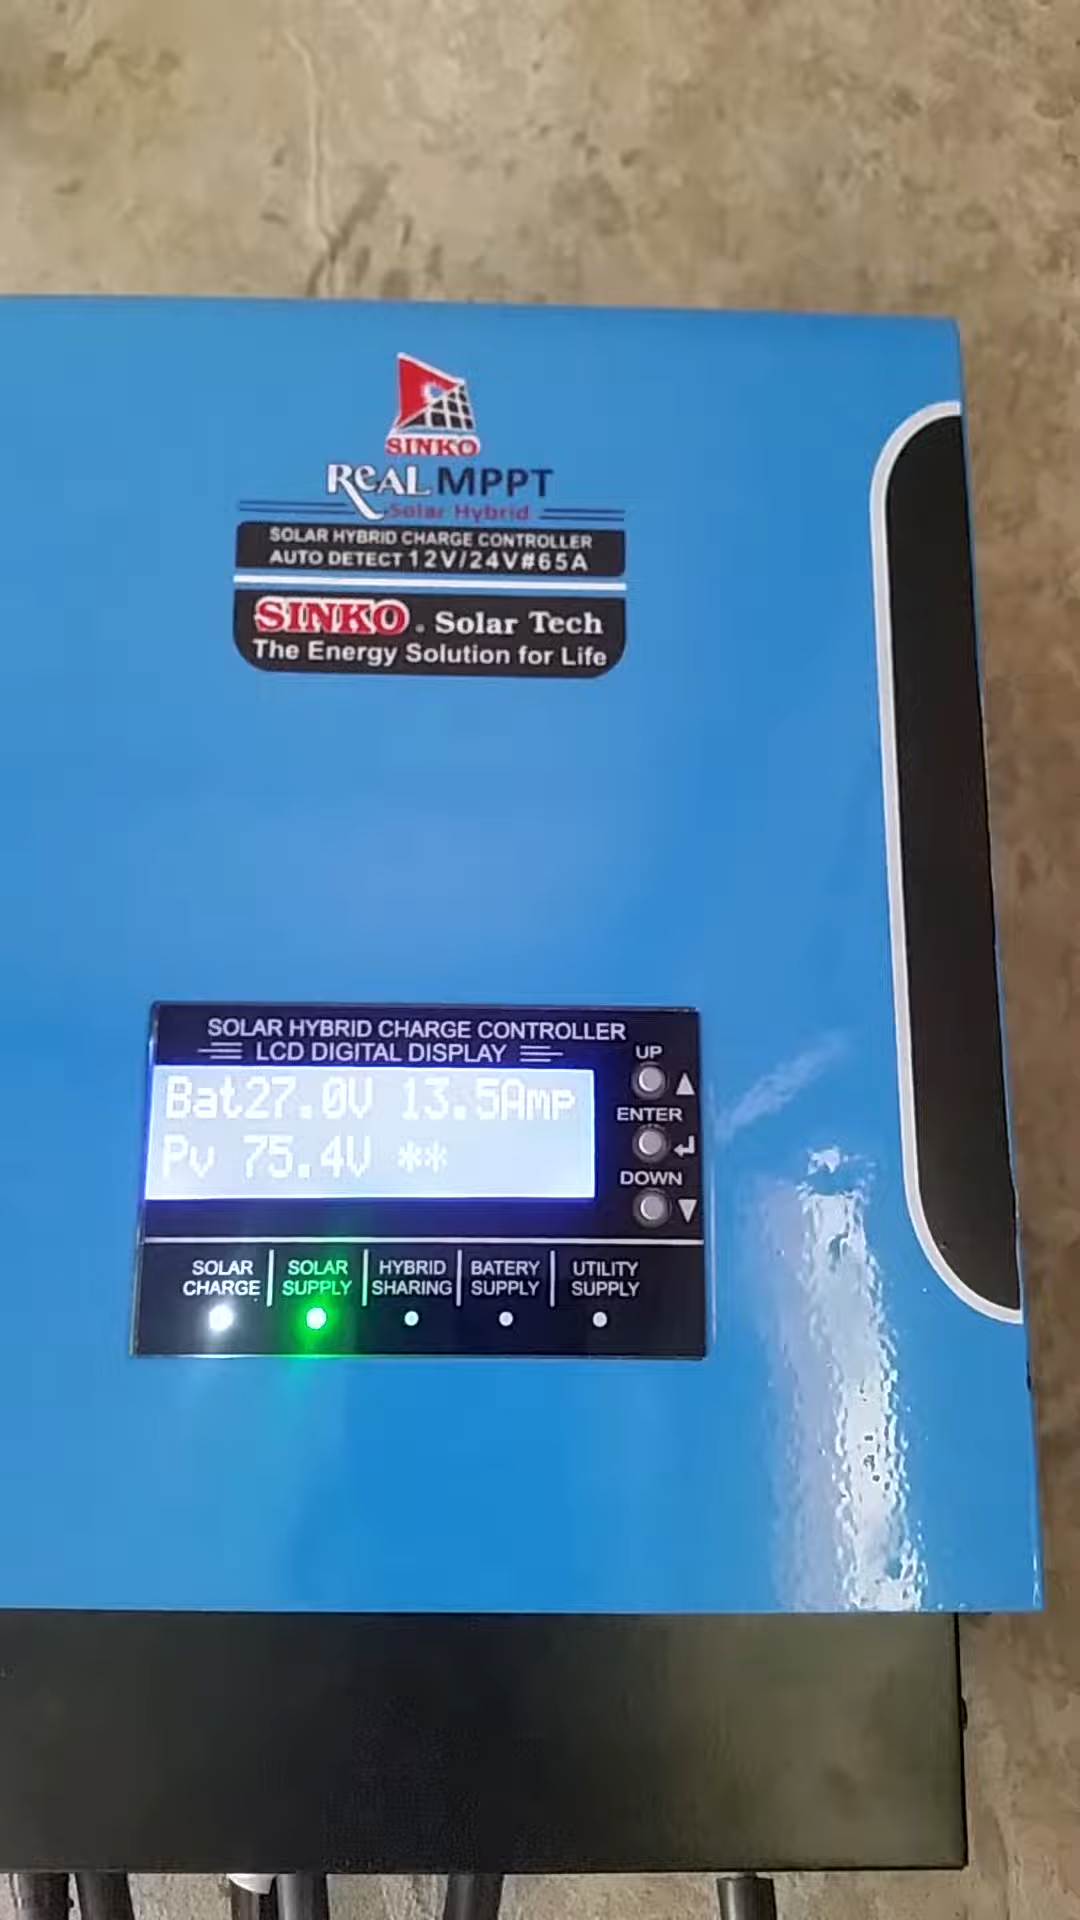 SINKO
ReAL MPPT
Solar Hybrid
SOLAR HYBRID CHARGE CONTROLLER
AUTO DETECT 12V/24V#65A
SINKO. Solar Tech
The Energy Solution for Life
SOLAR HYBRID CHARGE CONTROLLER
LCD DIGITAL DISPLAY
Bat27.0V 13.5Amp
Pv 75.4V **
UP
ENTER
DOWN
SOLAR CHARGE
SOLAR SUPPLY
HYBRID SHARING
BATERY SUPPLY
UTILITY SUPPLY